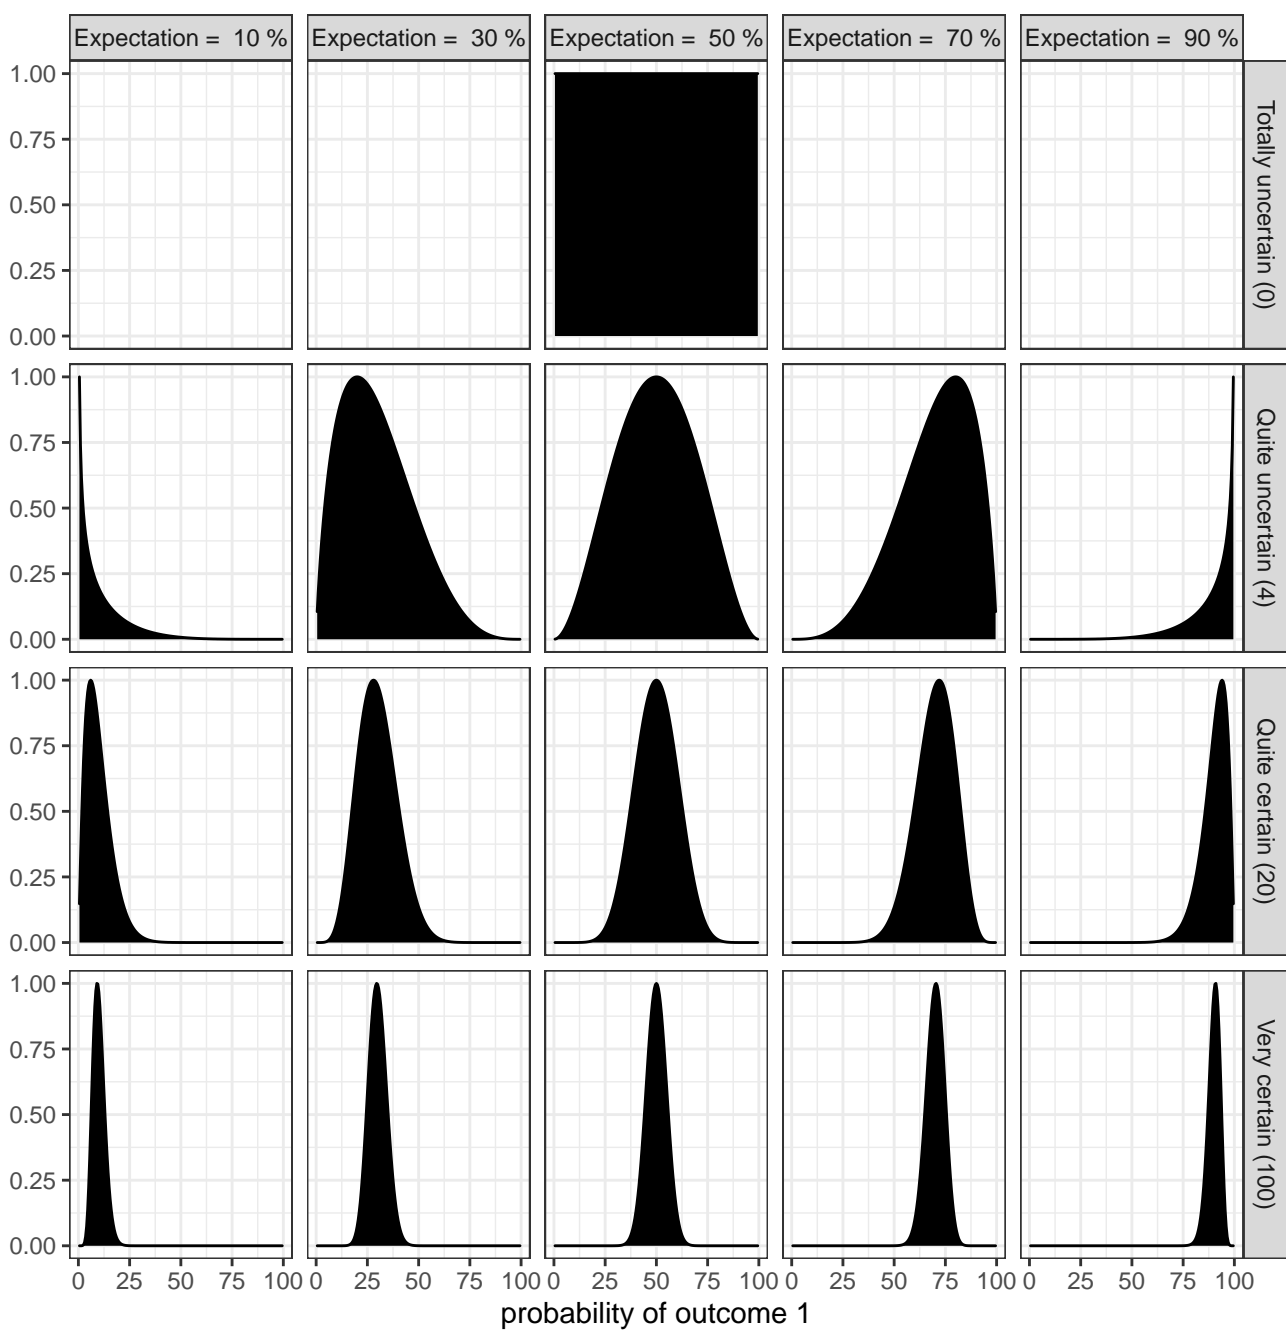 Expectation =  10 %
Expectation =  30 %
Expectation =  50 %
Expectation =  70 %
Expectation =  90 %
1.00
0.75
0.50
0.25
0.00
Totally uncertain (0)
1.00
0.75
0.50
0.25
0.00
Quite uncertain (4)
1.00
0.75
0.50
0.25
0.00
Quite certain (20)
1.00
0.75
0.50
0.25
0.00
Very certain (100)
0 25 50 75 100
0 25 50 75 100
0 25 50 75 100
0 25 50 75 100
0 25 50 75 100
probability of outcome 1